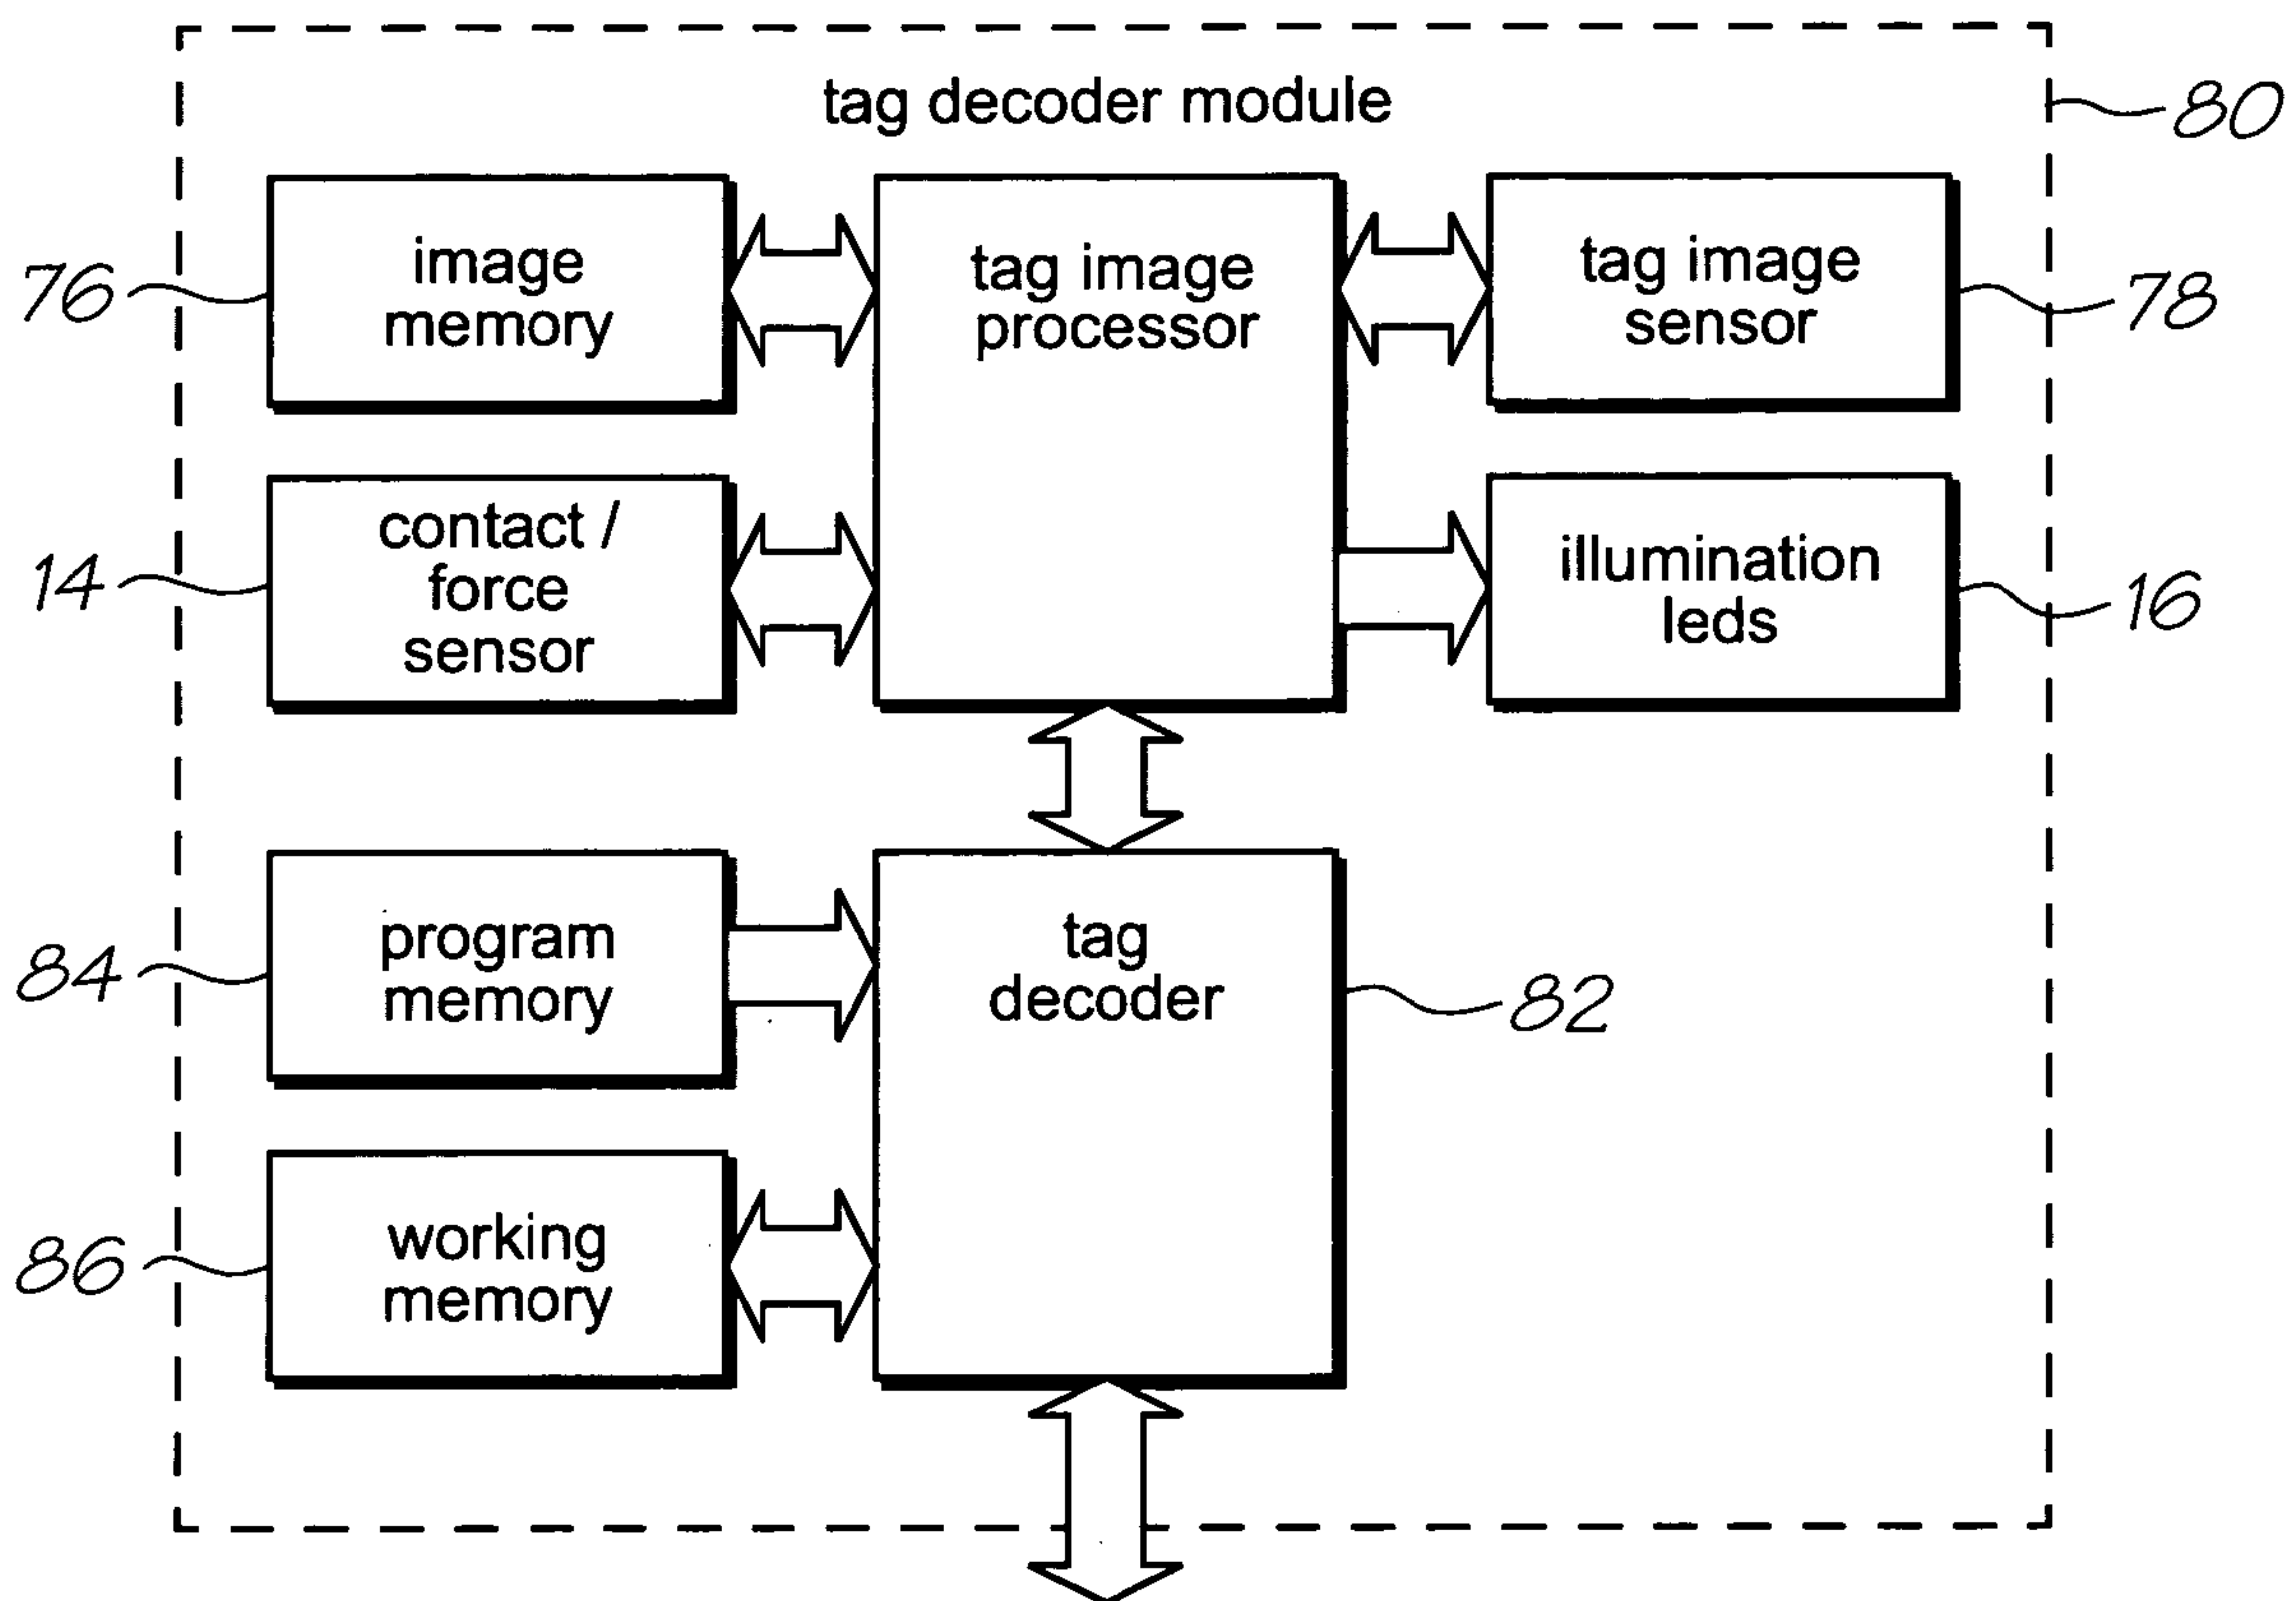 tag decoder module
80
76
image
memory
tag image
processor
tag image
sensor
78
14
contact /
force
sensor
illumination
leds
16
84
program
memory
tag
decoder
82
86
working
memory